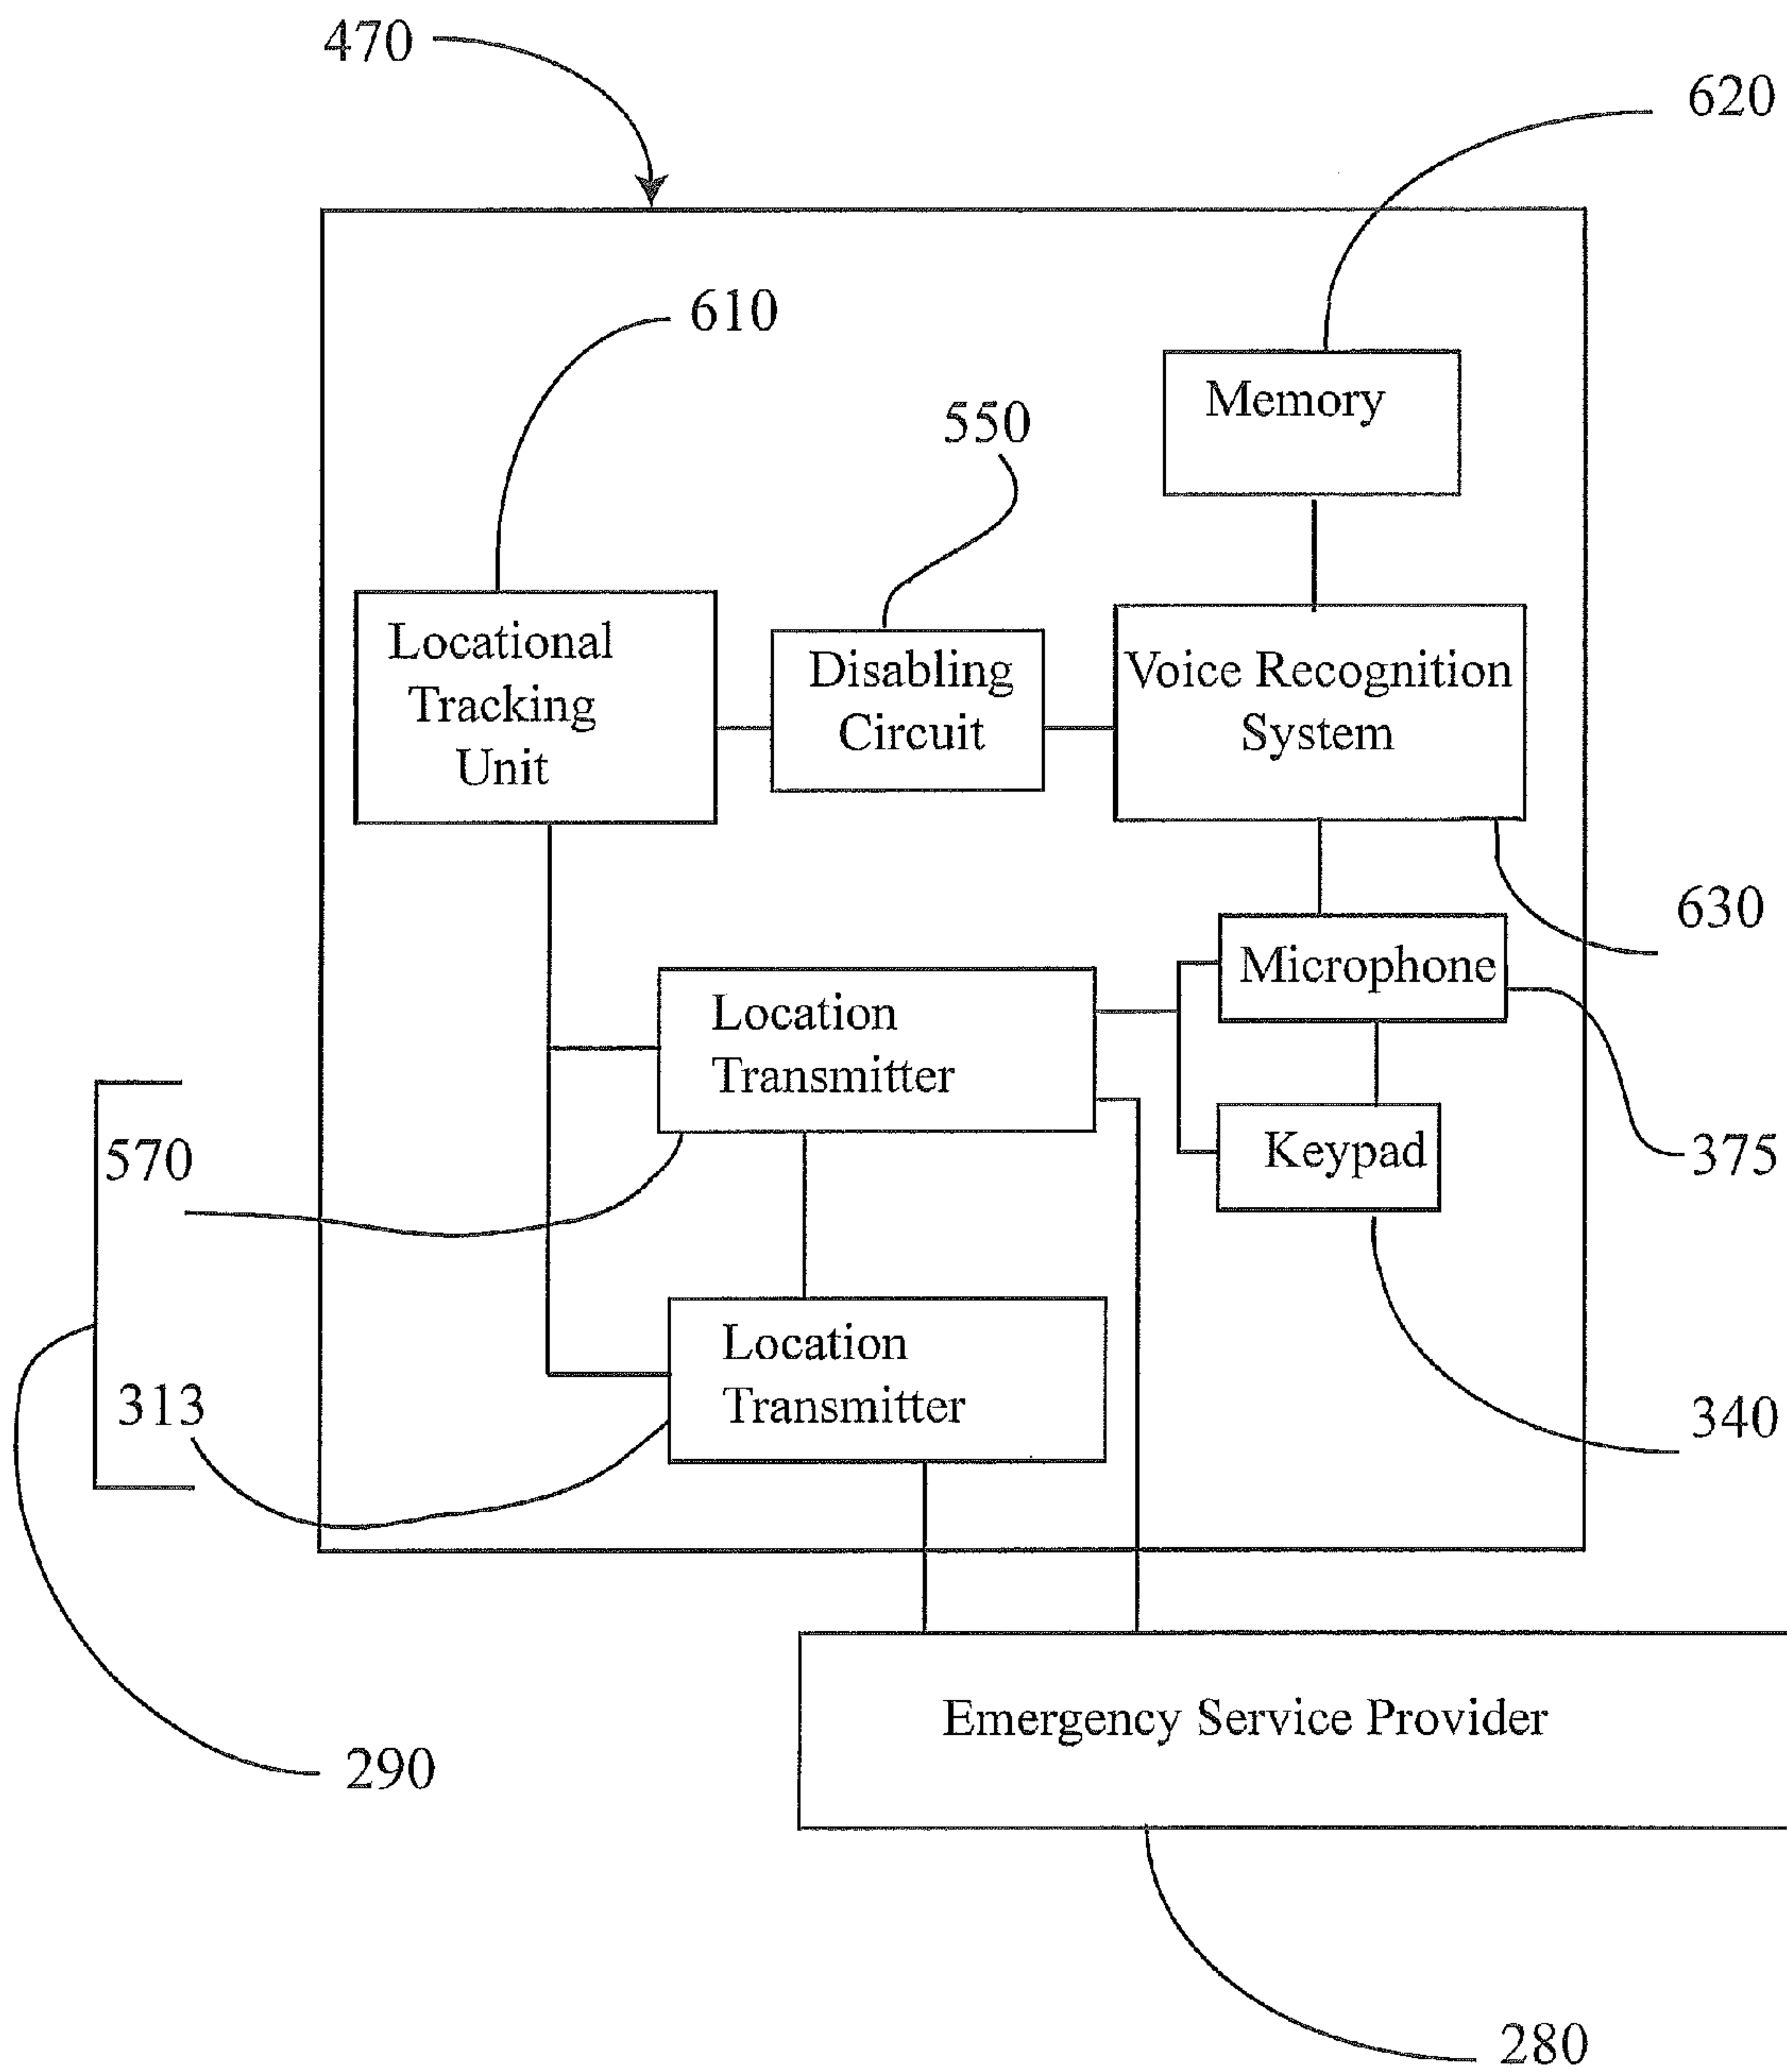 470
620
610
Memory
550
Locational
Tracking
Unit
Disabling
Circuit
Voice Recognition
System
630
Microphone
Location
Transmitter
570
Keypad
375
Location
Transmitter
313
340
Emergency Service Provider
290
280